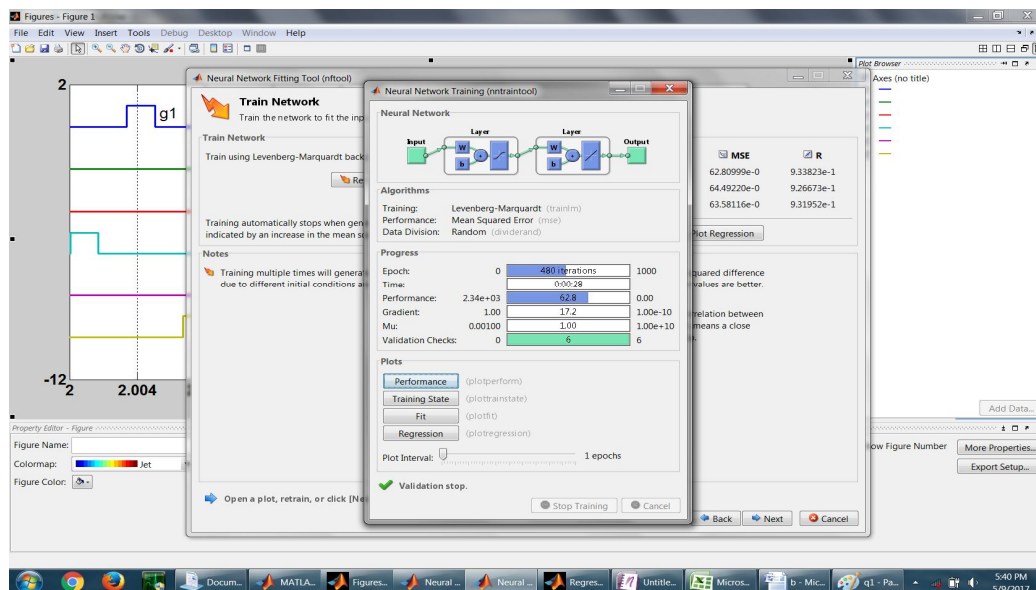 Figures - Figure 1
File Edit View Insert Tools Debug Desktop Window Help
Plot Browser
Axes (no title)
2
g1
-12
2
2.004
Add Data...
Neural Network Fitting Tool (nftool)
Train Network
Train the network to fit the inp
Train Network
Train using Levenberg-Marquardt back
Re
Training automatically stops when gen
indicated by an increase in the mean s
Notes
Training multiple times will genera
due to different initial conditions a
MSE R
62.80999e-0 9.33823e-1
64.49220e-0 9.26673e-1
63.58116e-0 9.31952e-1
Plot Regression
quared difference
values are better.
relation between
means a close
Open a plot, retrain, or click [Ne
Back Next Cancel
Neural Network Training (nntraintool)
Neural Network
Input Layer Layer Output
W W
b b
Algorithms
Training: Levenberg-Marquardt (trainlm)
Performance: Mean Squared Error (mse)
Data Division: Random (dividerand)
Progress
Epoch: 0 480 iterations 1000
Time: 0:00:28
Performance: 2.34e+03 62.8 0.00
Gradient: 1.00 17.2 1.00e-10
Mu: 0.00100 1.00 1.00e+10
Validation Checks: 0 6 6
Plots
Performance (plotperform)
Training State (plottrainstate)
Fit (plotfit)
Regression (plotregression)
Plot Interval: 1 epochs
Validation stop.
Stop Training Cancel
Property Editor - Figure
Figure Name:
Colormap: Jet
Figure Color:
ow Figure Number
More Properties...
Export Setup...
Docum... MATLA... Figures... Neural ... Neural ... Regres... Untitle... Micros... b - Mic... q1 - Pa...
5:40 PM
5/9/2017